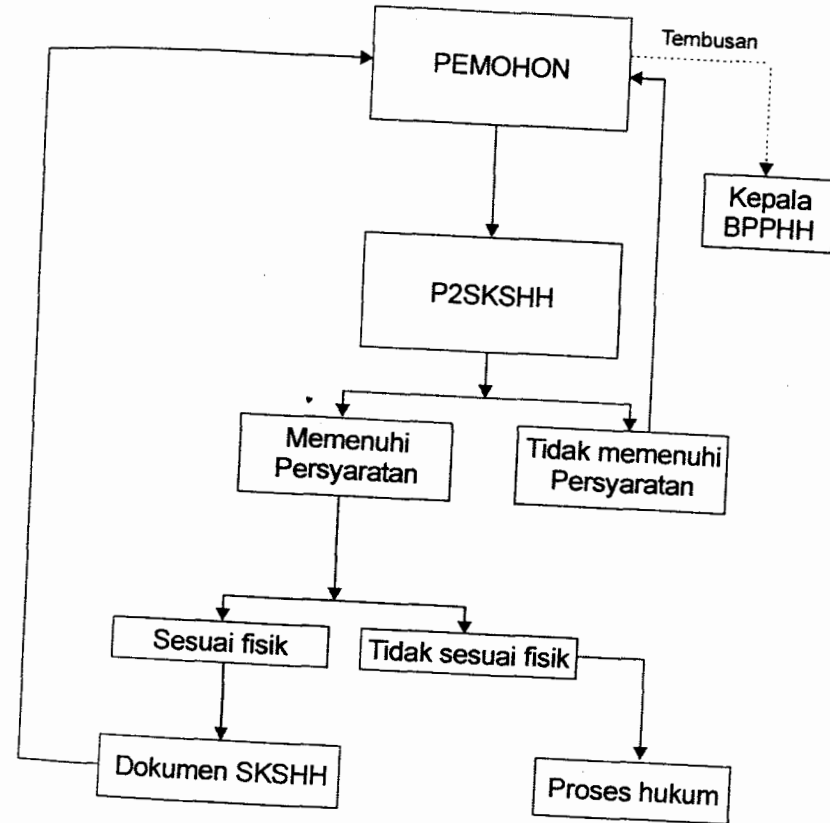 PEMOHON
Tembusan
Kepala
BPPHH
P2SKSHH
Memenuhi
Persyaratan
Tidak memenuhi
Persyaratan
Sesuai fisik
Tidak sesuai fisik
Dokumen SKSHH
Proses hukum